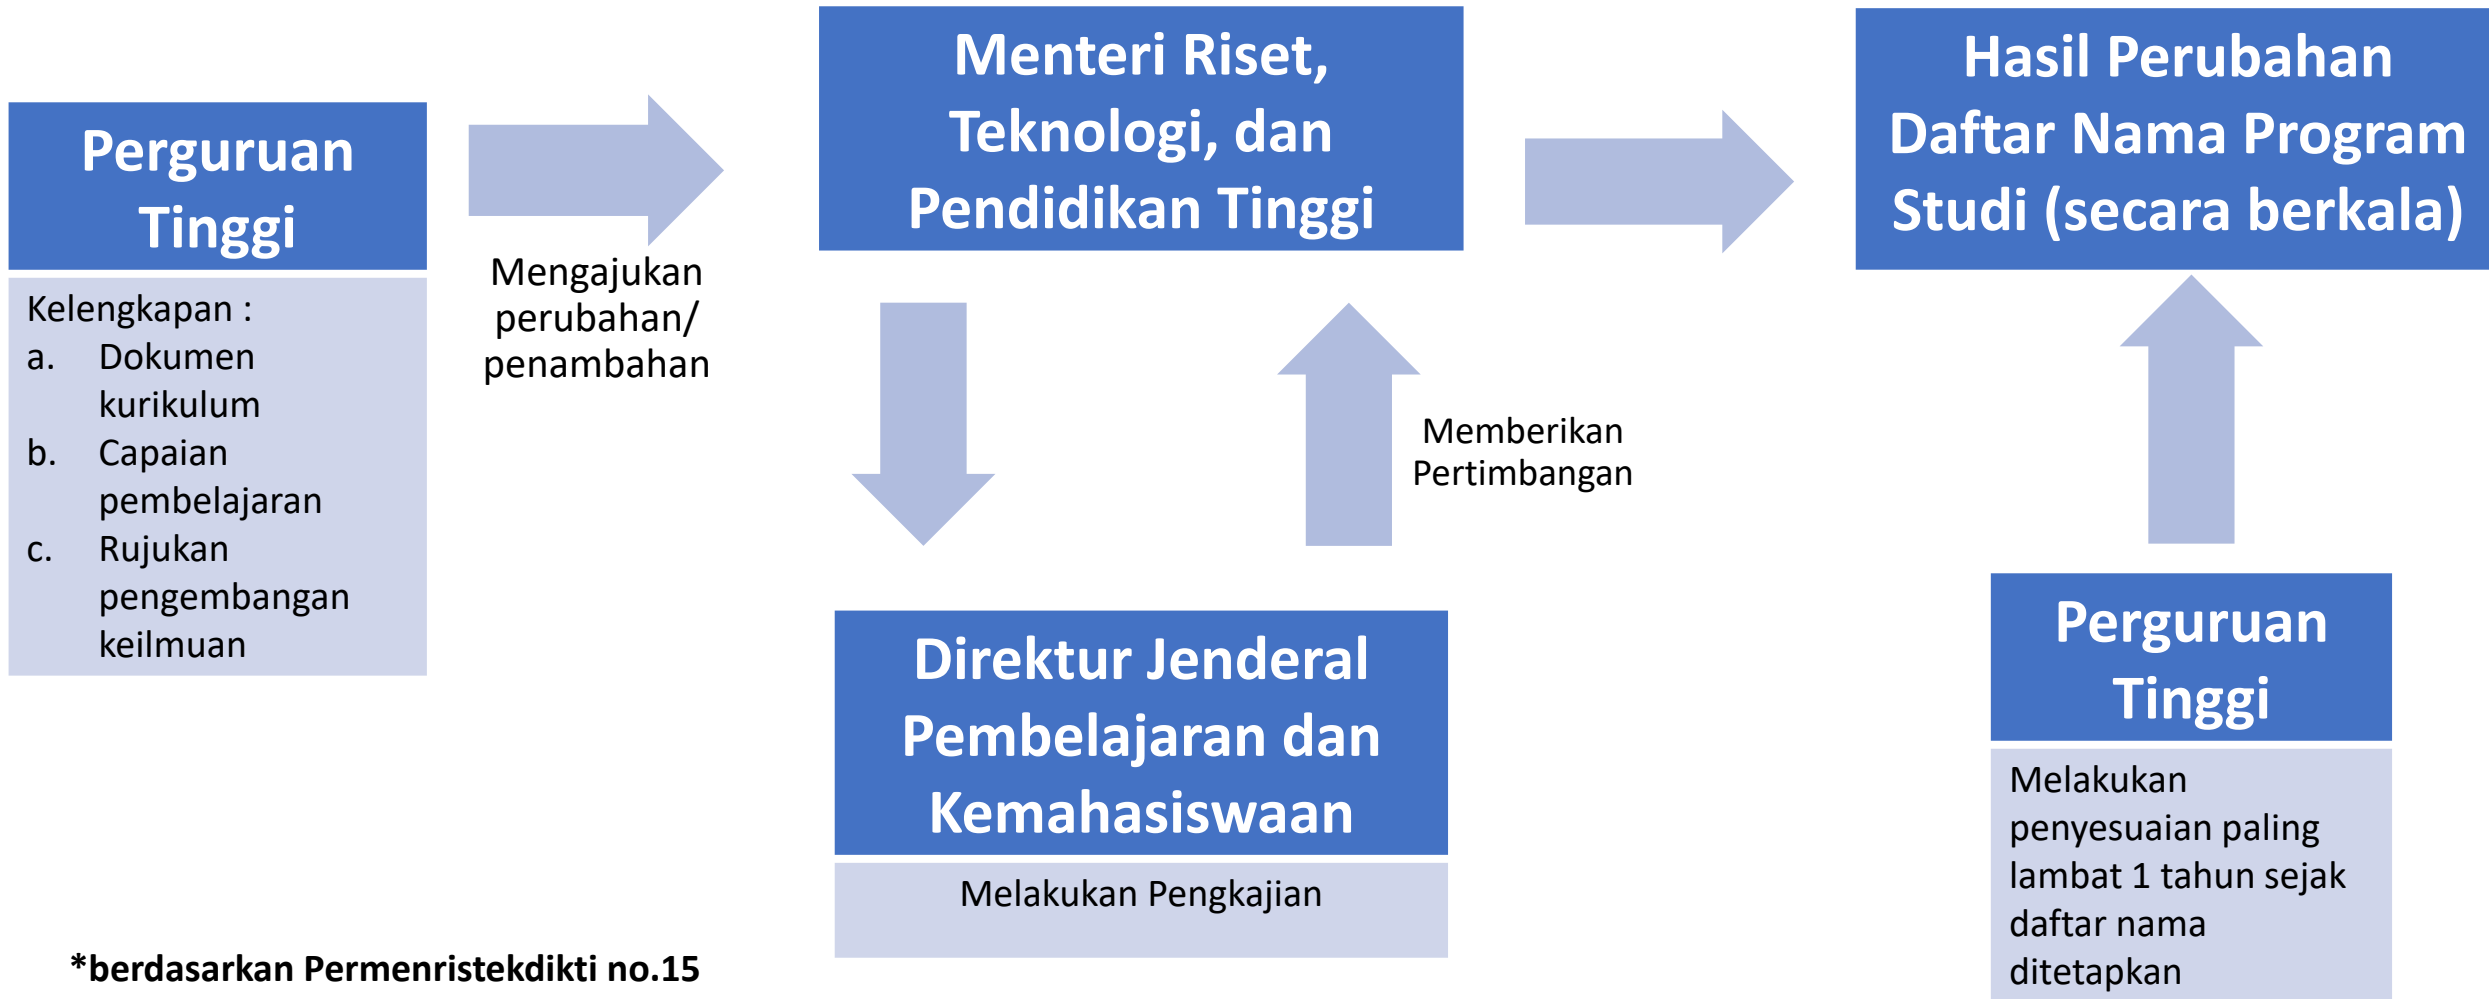 Perguruan
Tinggi
Kelengkapan :
a. Dokumen
kurikulum
b. Capaian
pembelajaran
c. Rujukan
pengembangan
keilmuan
Mengajukan
perubahan/
penambahan
Menteri Riset,
Teknologi, dan
Pendidikan Tinggi
Memberikan
Pertimbangan
Direktur Jenderal
Pembelajaran dan
Kemahasiswaan
Melakukan Pengkajian
Hasil Perubahan
Daftar Nama Program
Studi (secara berkala)
Perguruan
Tinggi
Melakukan
penyesuaian paling
lambat 1 tahun sejak
daftar nama
ditetapkan
*berdasarkan Permenristekdikti no.15